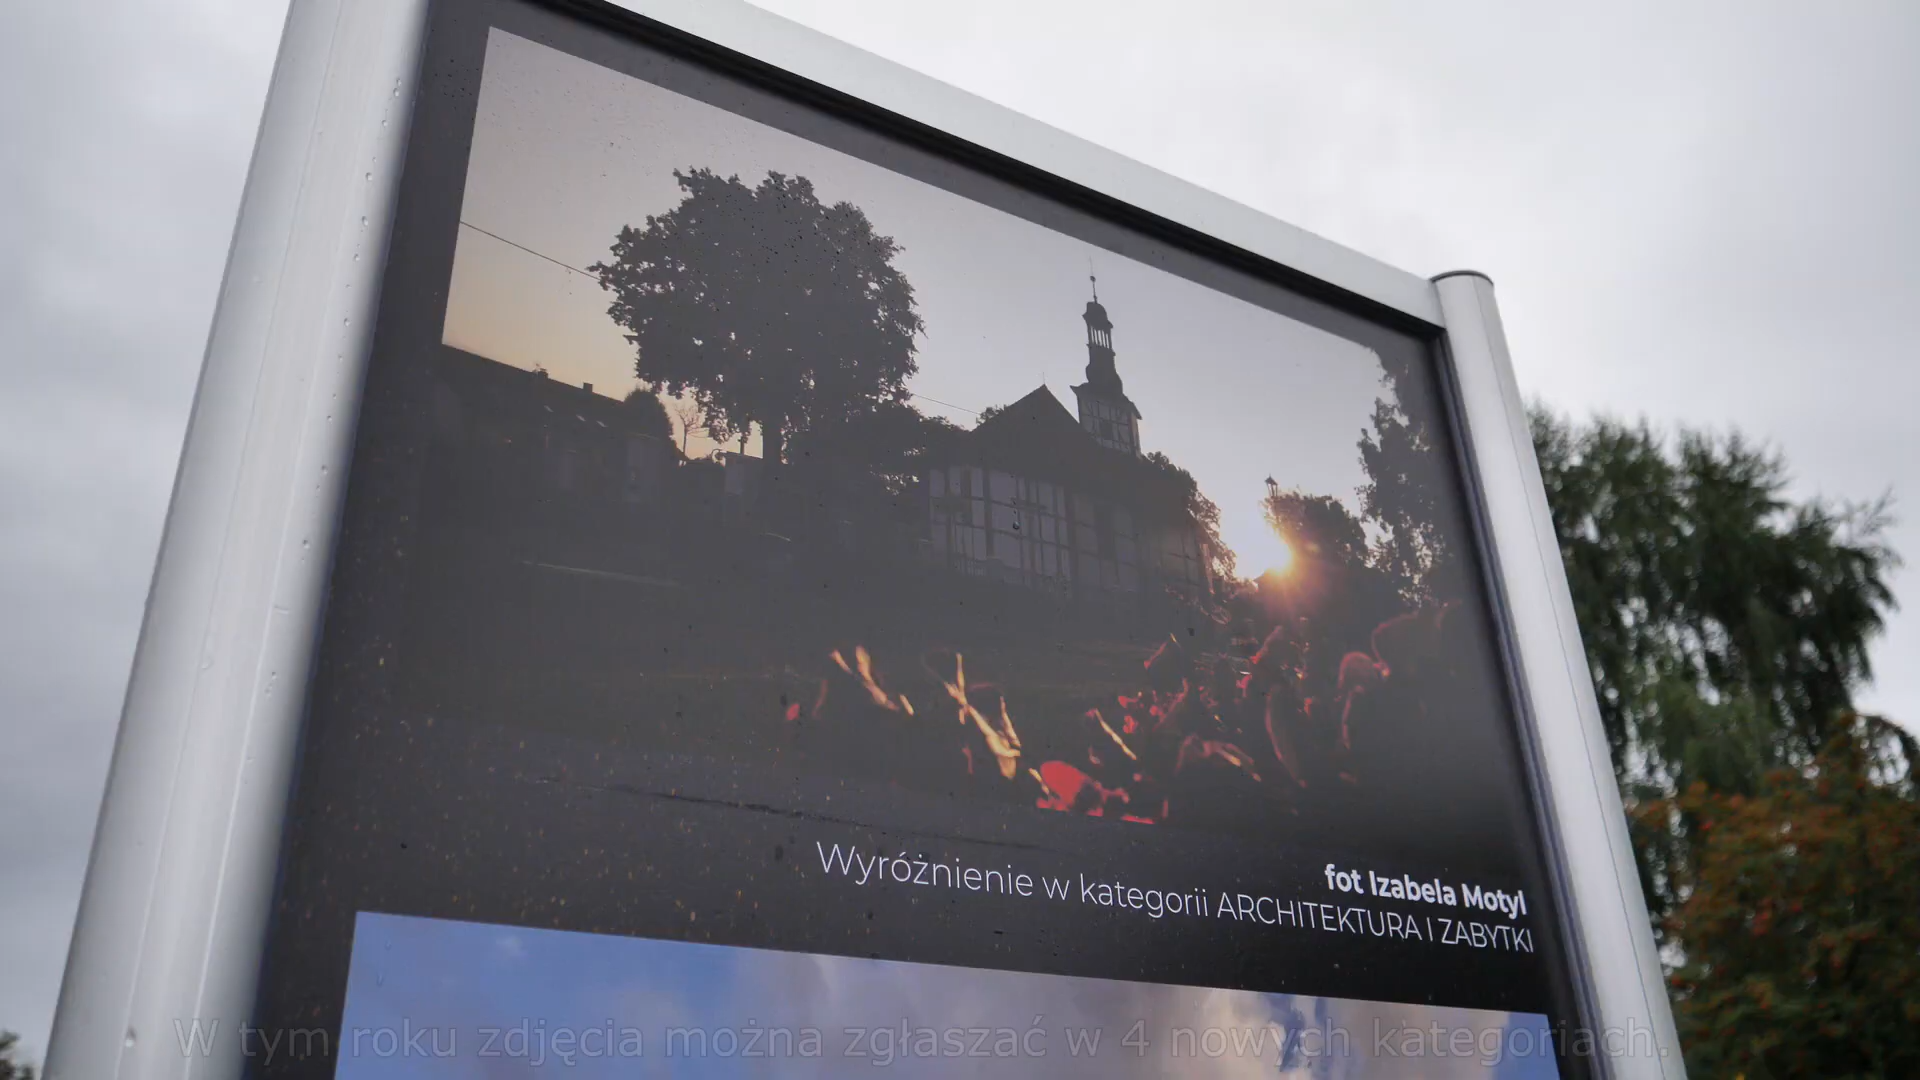 fot Izabela Motyl
Wyróżnienie w kategorii ARCHITEKTURA I ZABYTKI
W tym roku zdjęcia można zgłaszać w 4 nowych kategoriach.